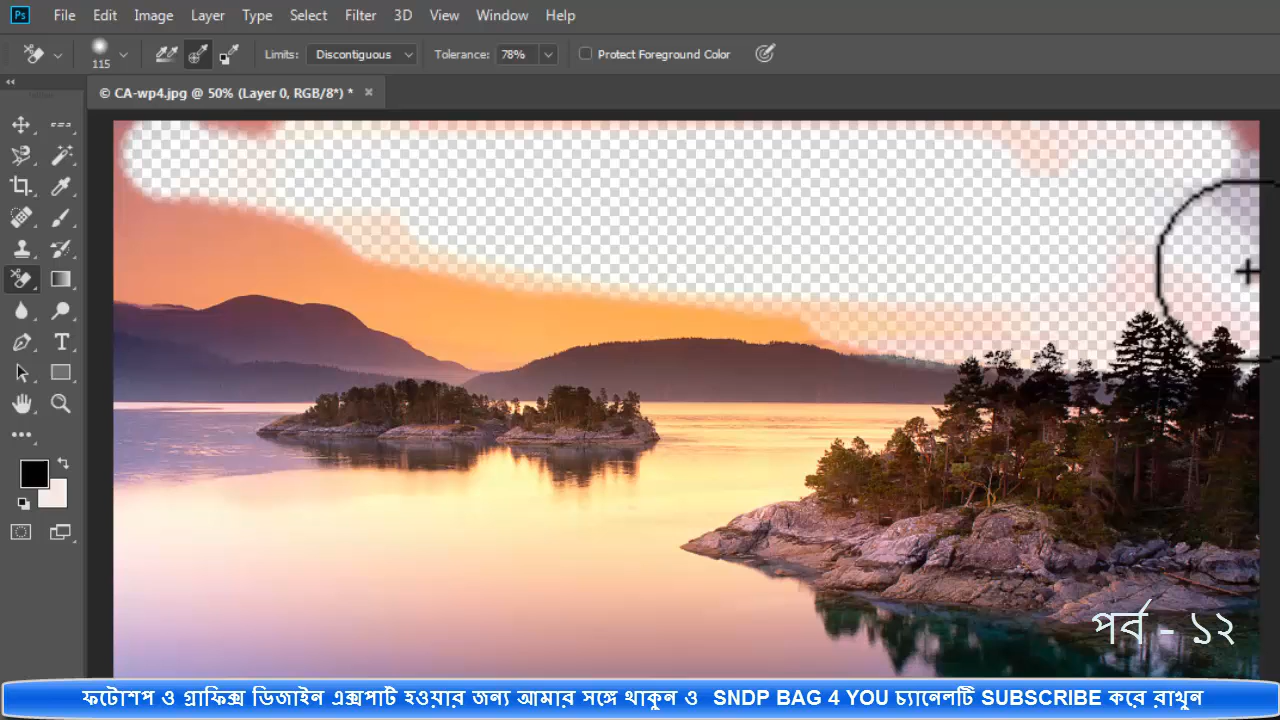 Ps File Edit Image Layer Type Select Filter 3D View Window Help
115 Limits: Discontiguous Tolerance: 78% Protect Foreground Color
© CA-wp4.jpg @ 50% (Layer 0, RGB/8*) * ×
পর্ব - ১২
ফটোশপ ও গ্রাফিক্স ডিজাইন এক্সপার্ট হওয়ার জন্য আমার সঙ্গে থাকুন ও SNDP BAG 4 YOU চ্যানেলটি SUBSCRIBE করে রাখুন